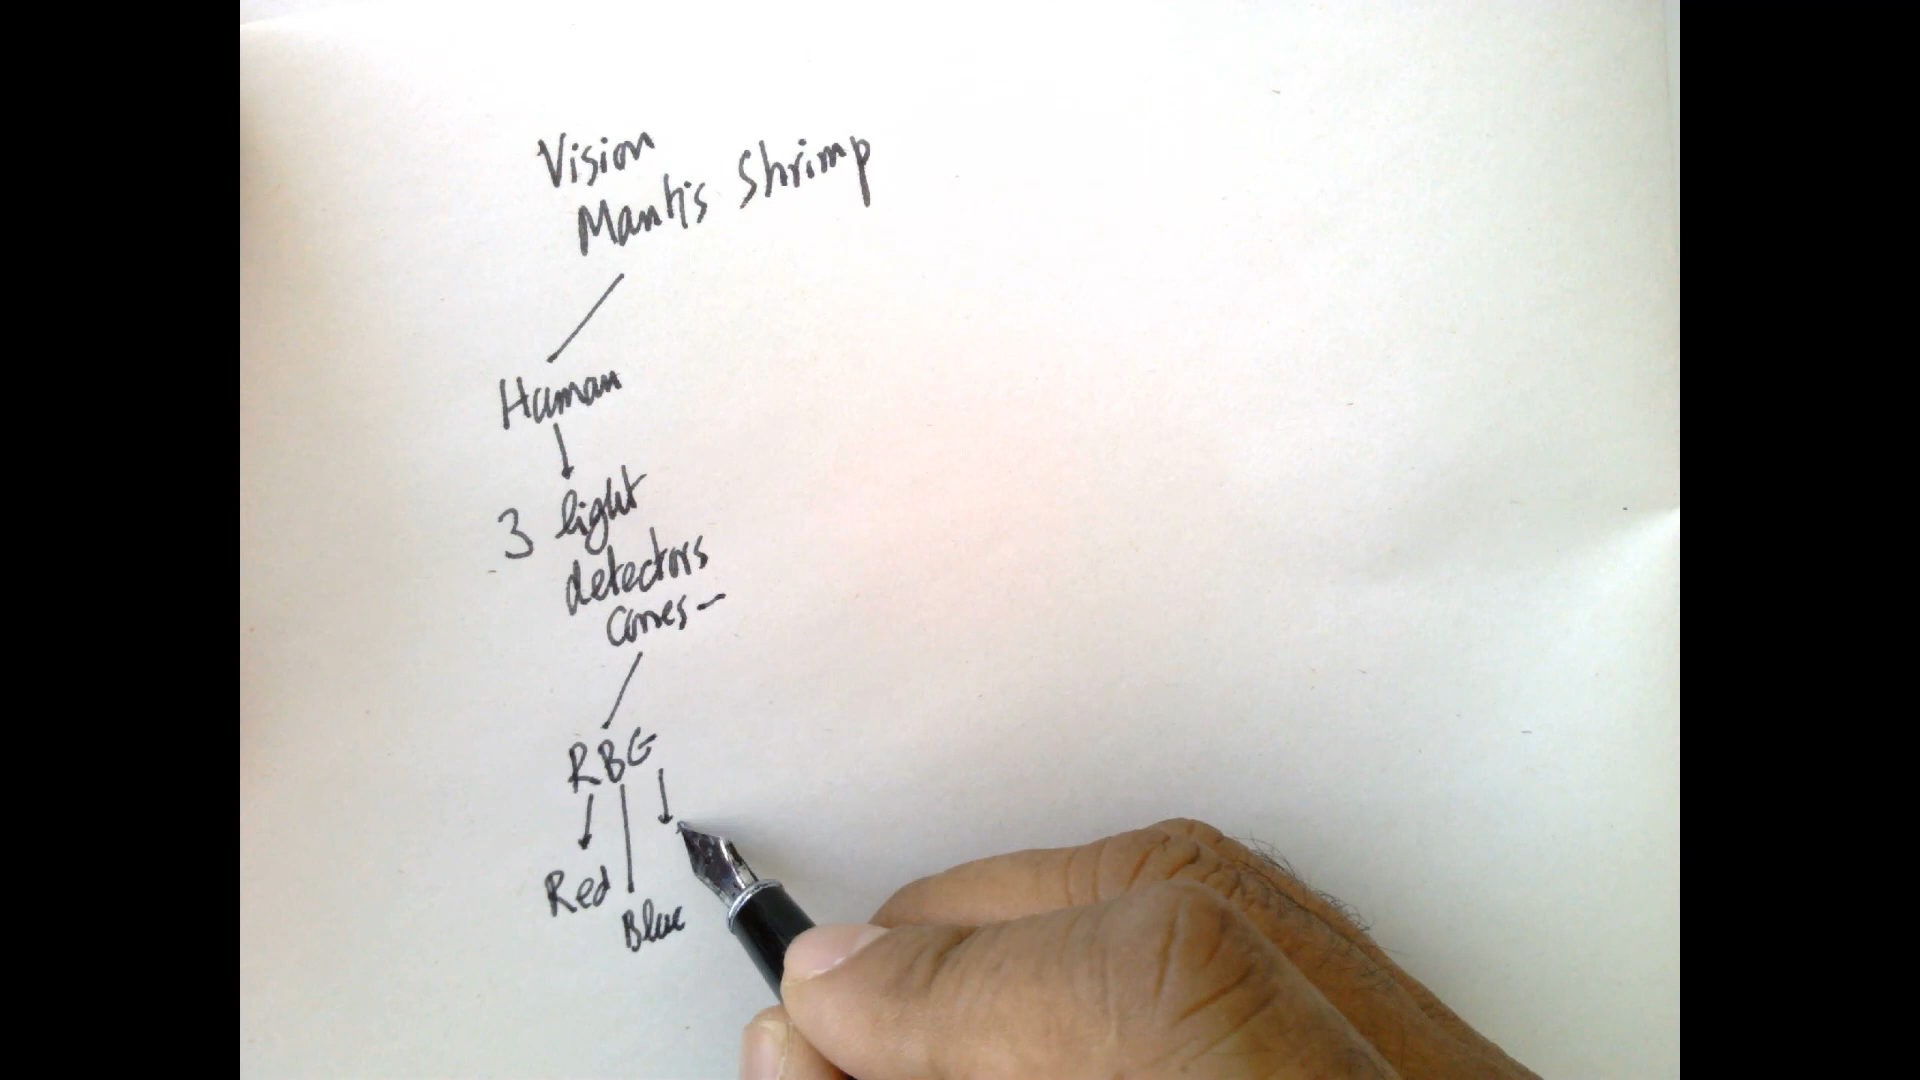 Vision
Mantis Shrimp
Human
3 light
detectors
cones-
RBG
Red
Blue